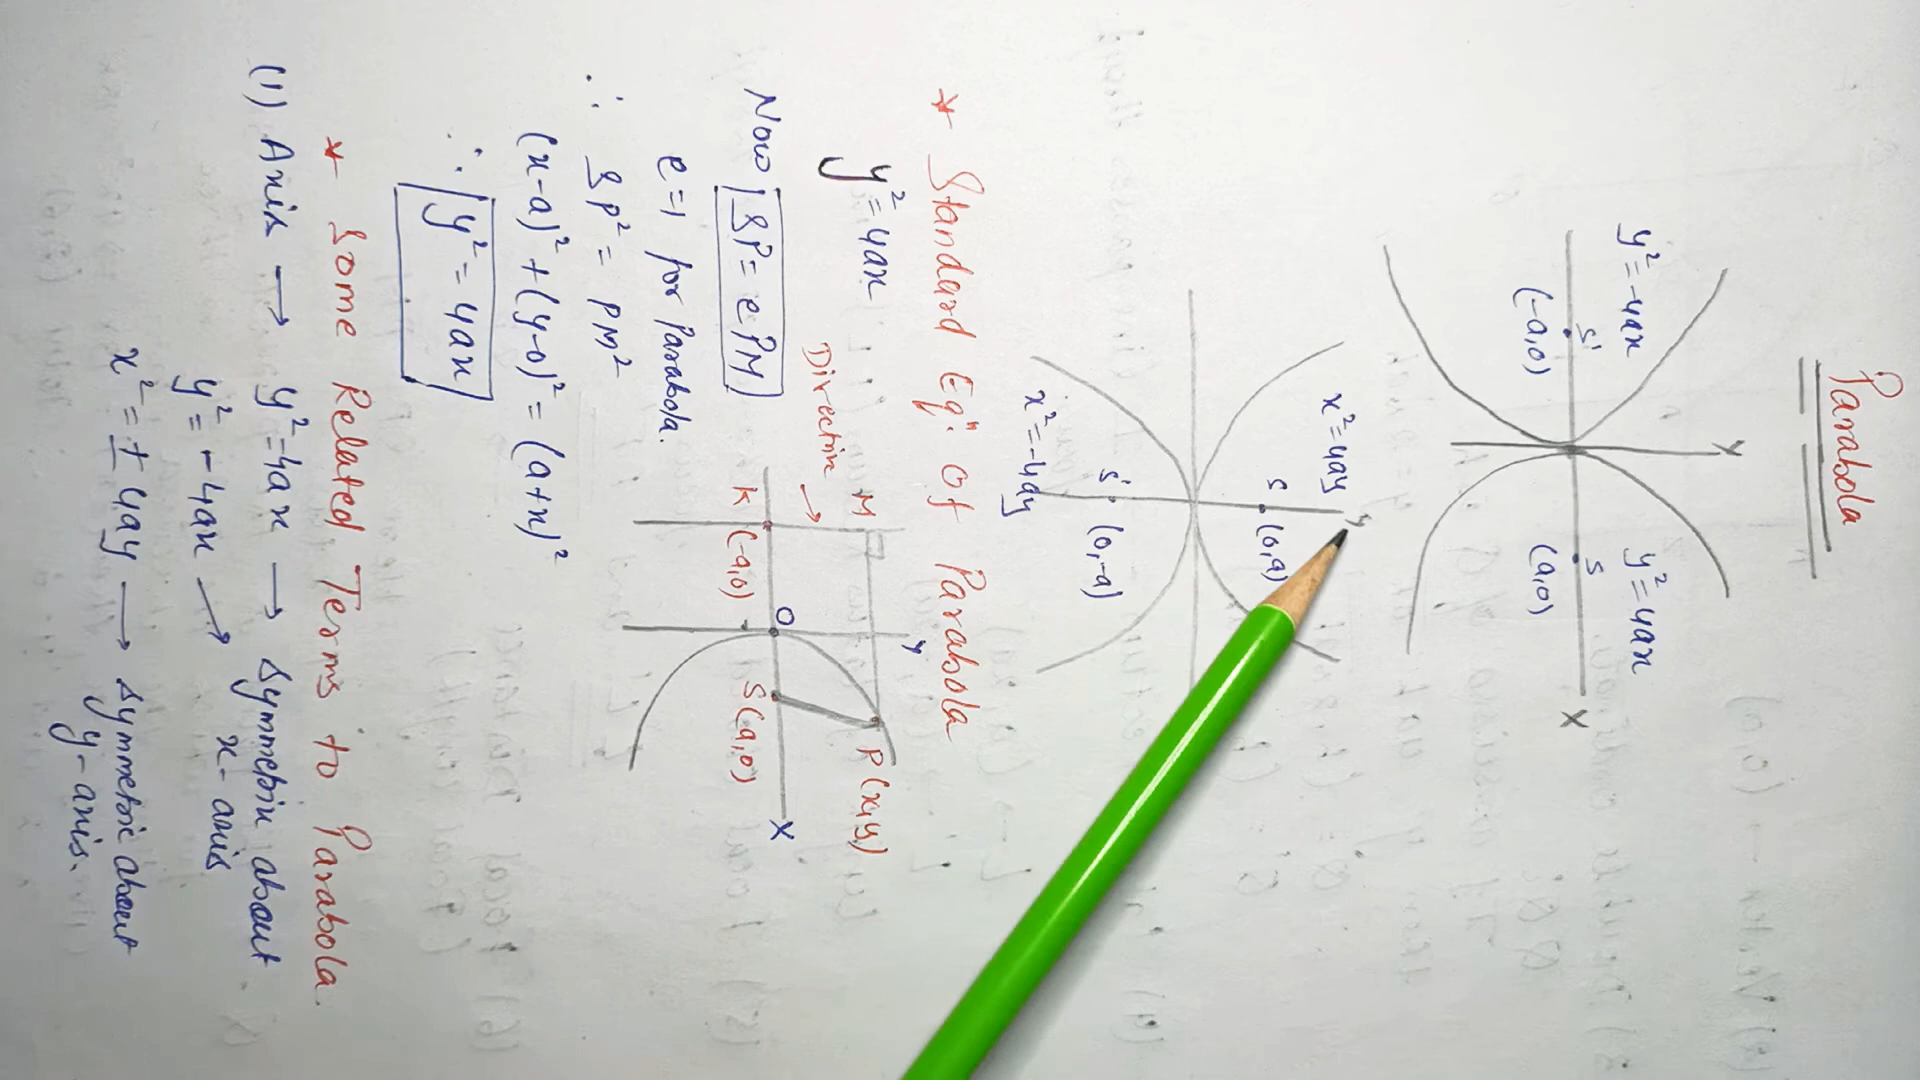 Parabola
y² = -4ax
y² = 4ax
Y
S'
(-a,0)
S
(a,0)
X
x² = 4ay
Y
S
(0,a)
S'
(0,-a)
x² = -4ay
* Standard Eqⁿ. Of Parabola
y² = 4ax
Now SP = ePM
e=1 for Parabola.
∴ SP² = PM²
(x-a)² + (y-0)² = (a+x)²
∴ y² = 4ax
Directrix →
M
Y
P(x,y)
K
(-a,0)
O
S(a,0)
X
* Some Related Terms to Parabola.
(1) Axis → y² = 4ax → Symmetric about
y² = -4ax → x-axis
x² = ± 4ay → symmetric about
y-axis.